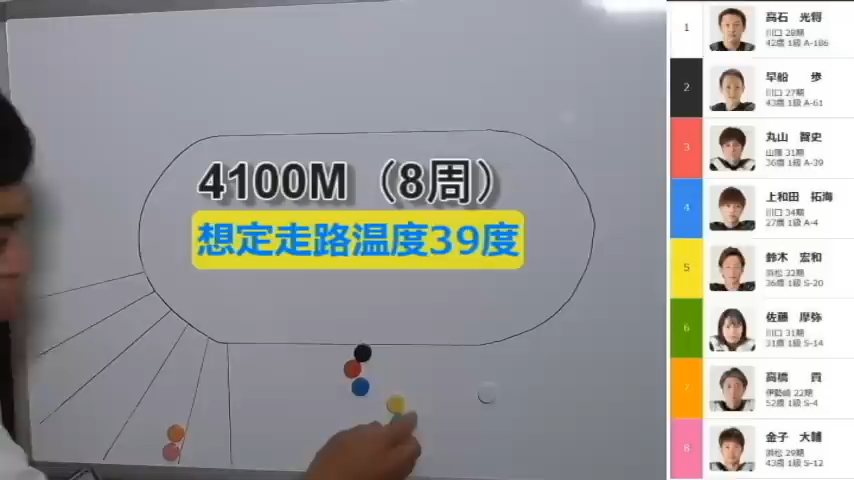 4100M（8周）
想定走路温度39度
1
高石 光将
川口 28期
42歳 1級 A-186
2
早船 歩
川口 27期
43歳 1級 A-61
3
丸山 智史
山陽 31期
36歳 1級 A-39
4
上和田 拓海
川口 34期
27歳 1級 A-4
5
鈴木 宏和
浜松 32期
36歳 1級 S-20
6
佐藤 摩弥
川口 31期
31歳 1級 S-14
7
高橋 貢
伊勢崎 22期
52歳 1級 S-4
8
金子 大輔
浜松 29期
43歳 1級 S-12